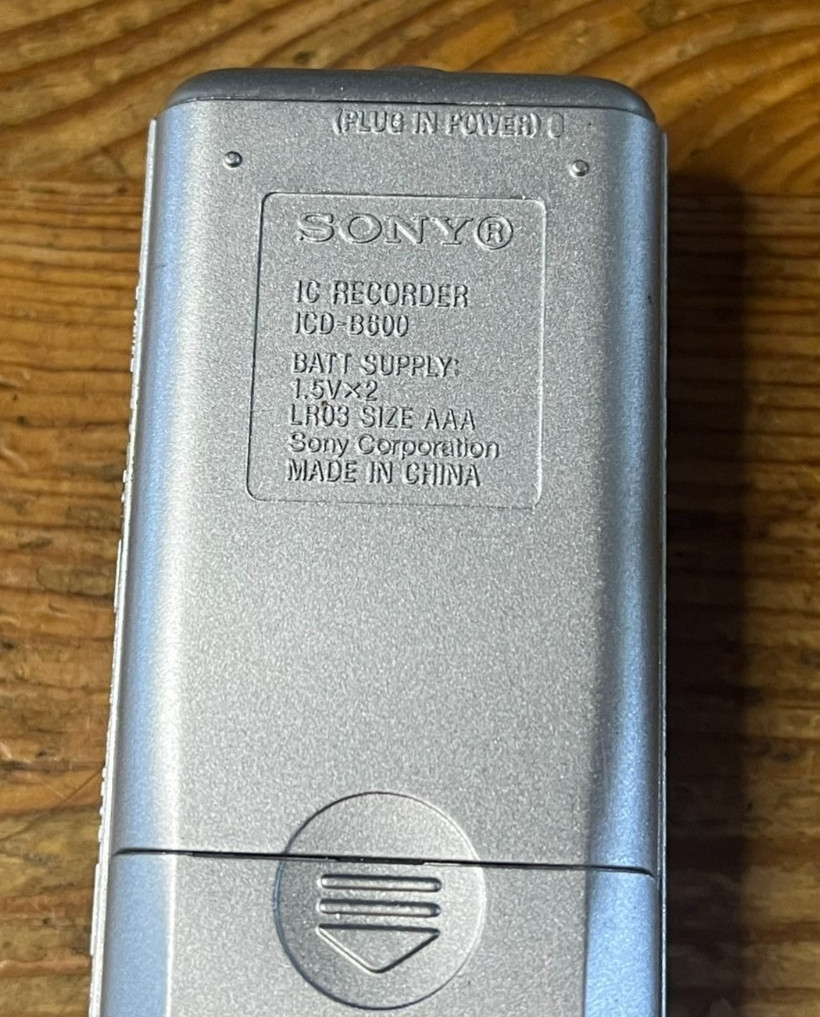 (PLUG IN POWER)
SONY®
IC RECORDER
ICD-B600
BATT SUPPLY:
1.5V×2
LR03 SIZE AAA
Sony Corporation
MADE IN CHINA